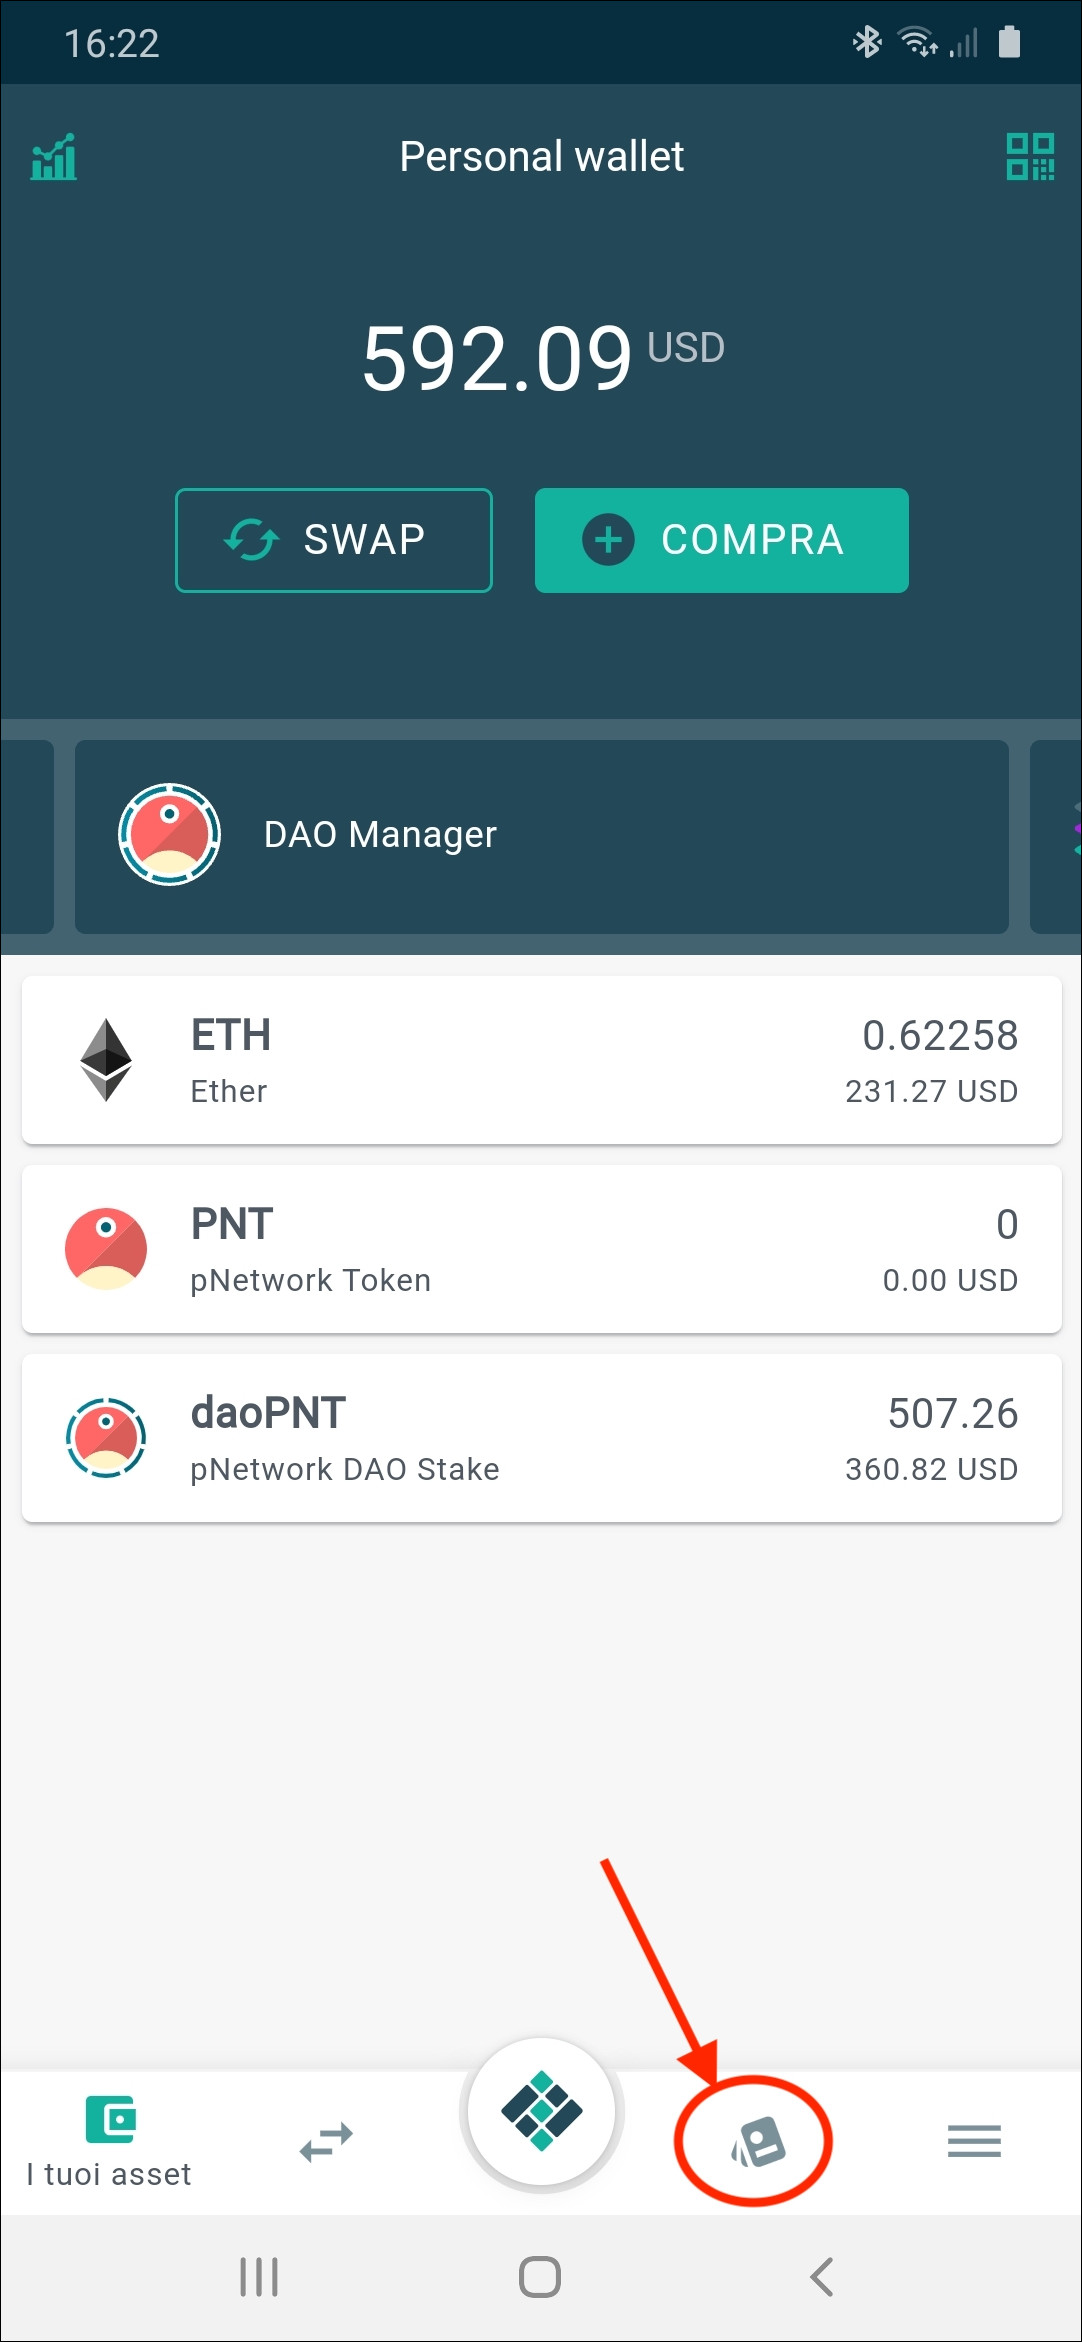 16:22
Personal wallet
592.09 USD
SWAP
COMPRA
DAO Manager
ETH
0.62258
Ether
231.27 USD
PNT
0
pNetwork Token
0.00 USD
daoPNT
507.26
pNetwork DAO Stake
360.82 USD
I tuoi asset